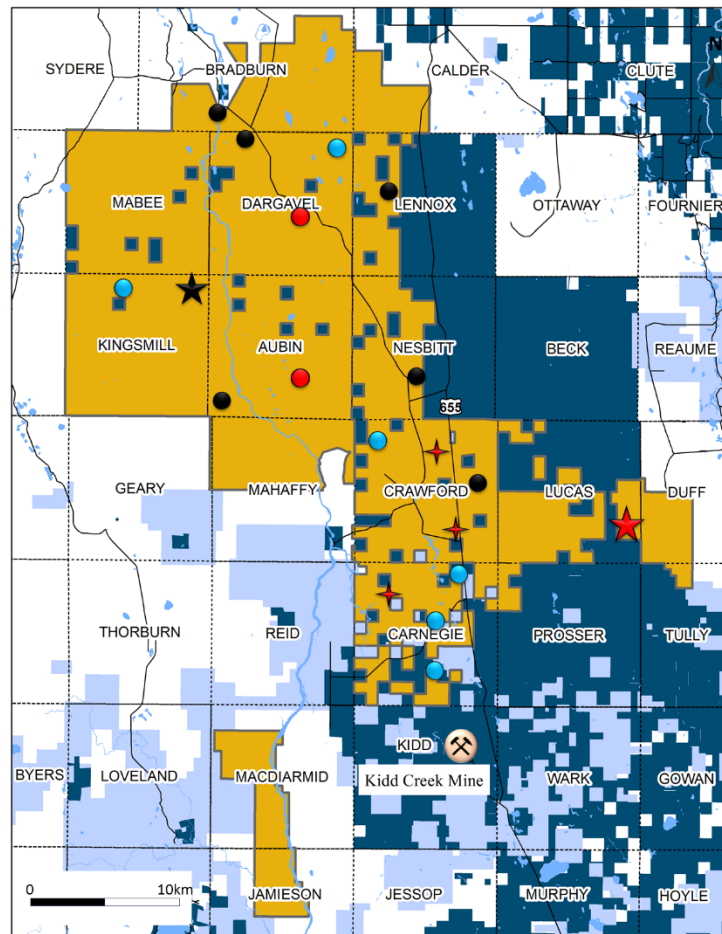 N
SYDERE
BRADBURN
CALDER
CLUTE
MABEE
DARGAVEL
LENNOX
OTTAWAY
FOURNIER
KINGSMILL
AUBIN
NESBITT
BECK
REAUME
655
GEARY
MAHAFFY
CRAWFORD
LUCAS
DUFF
THORBURN
REID
CARNEGIE
PROSSER
TULLY
KIDD
BYERS
LOVELAND
MACDIARMID
Kidd Creek Mine
WARK
GOWAN
0
10km
JAMIESON
JESSOP
MURPHY
HOYLE